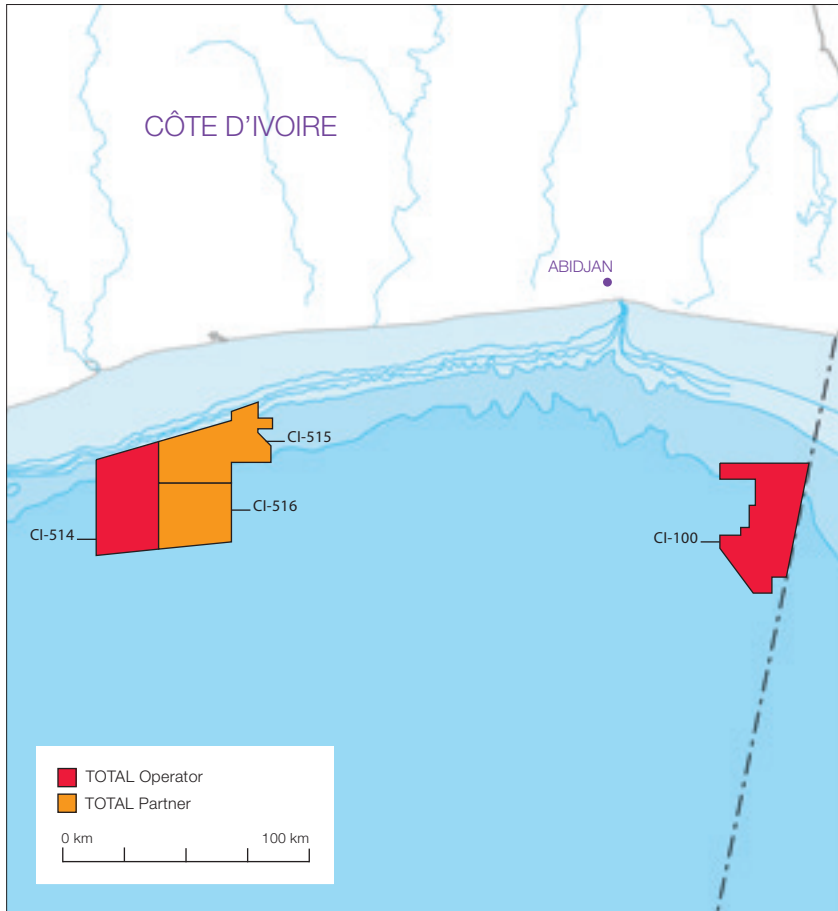 CÔTE D'IVOIRE
ABIDJAN
CI-515
CI-516
CI-514
CI-100
TOTAL Operator
TOTAL Partner
0 km 100 km